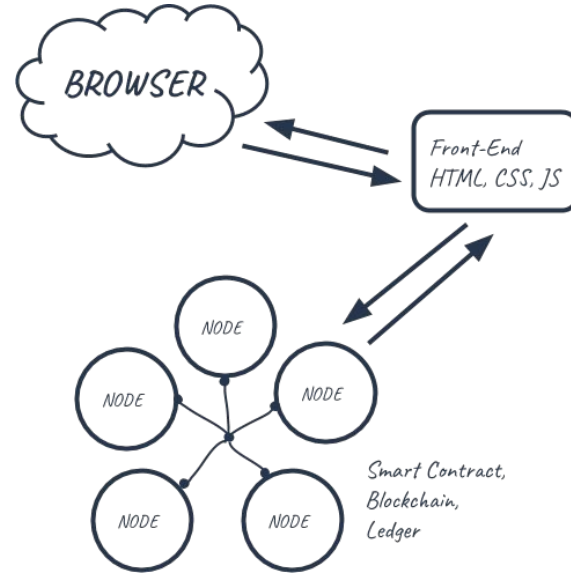 BROWSER
Front-End
HTML, CSS, JS
NODE
NODE
NODE
NODE
NODE
Smart Contract,
Blockchain,
Ledger